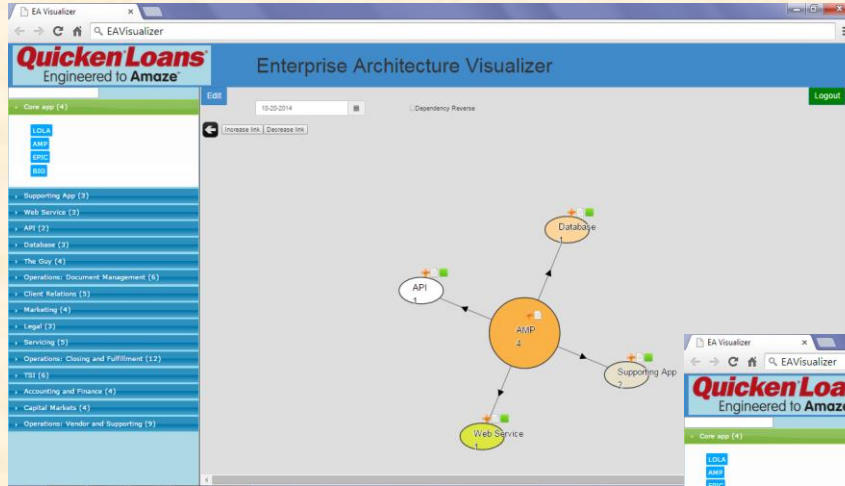 EA Visualizer
EAVisualizer
Quicken Loans
Engineered to Amaze
Enterprise Architecture Visualizer
Edit
Logout
10-20-2014
Dependency Reverse
Increase link
Decrease link
Core app (4)
LOLA
AMP
EPIC
BIG
Supporting App (3)
Web Service (3)
API (2)
Database (3)
The Guy (4)
Operations: Document Management (6)
Client Relations (5)
Marketing (4)
Legal (3)
Servicing (5)
Operations: Closing and Fulfillment (12)
TSI (6)
Accounting and Finance (4)
Capital Markets (4)
Operations: Vendor and Supporting (9)
Database
1
API
1
AMP
4
Supporting App
2
Web Service
1
EA Visualizer
EAVisualizer
Quicken Loa
Engineered to Amaze
Core app (4)
LOLA
AMP
EPIC